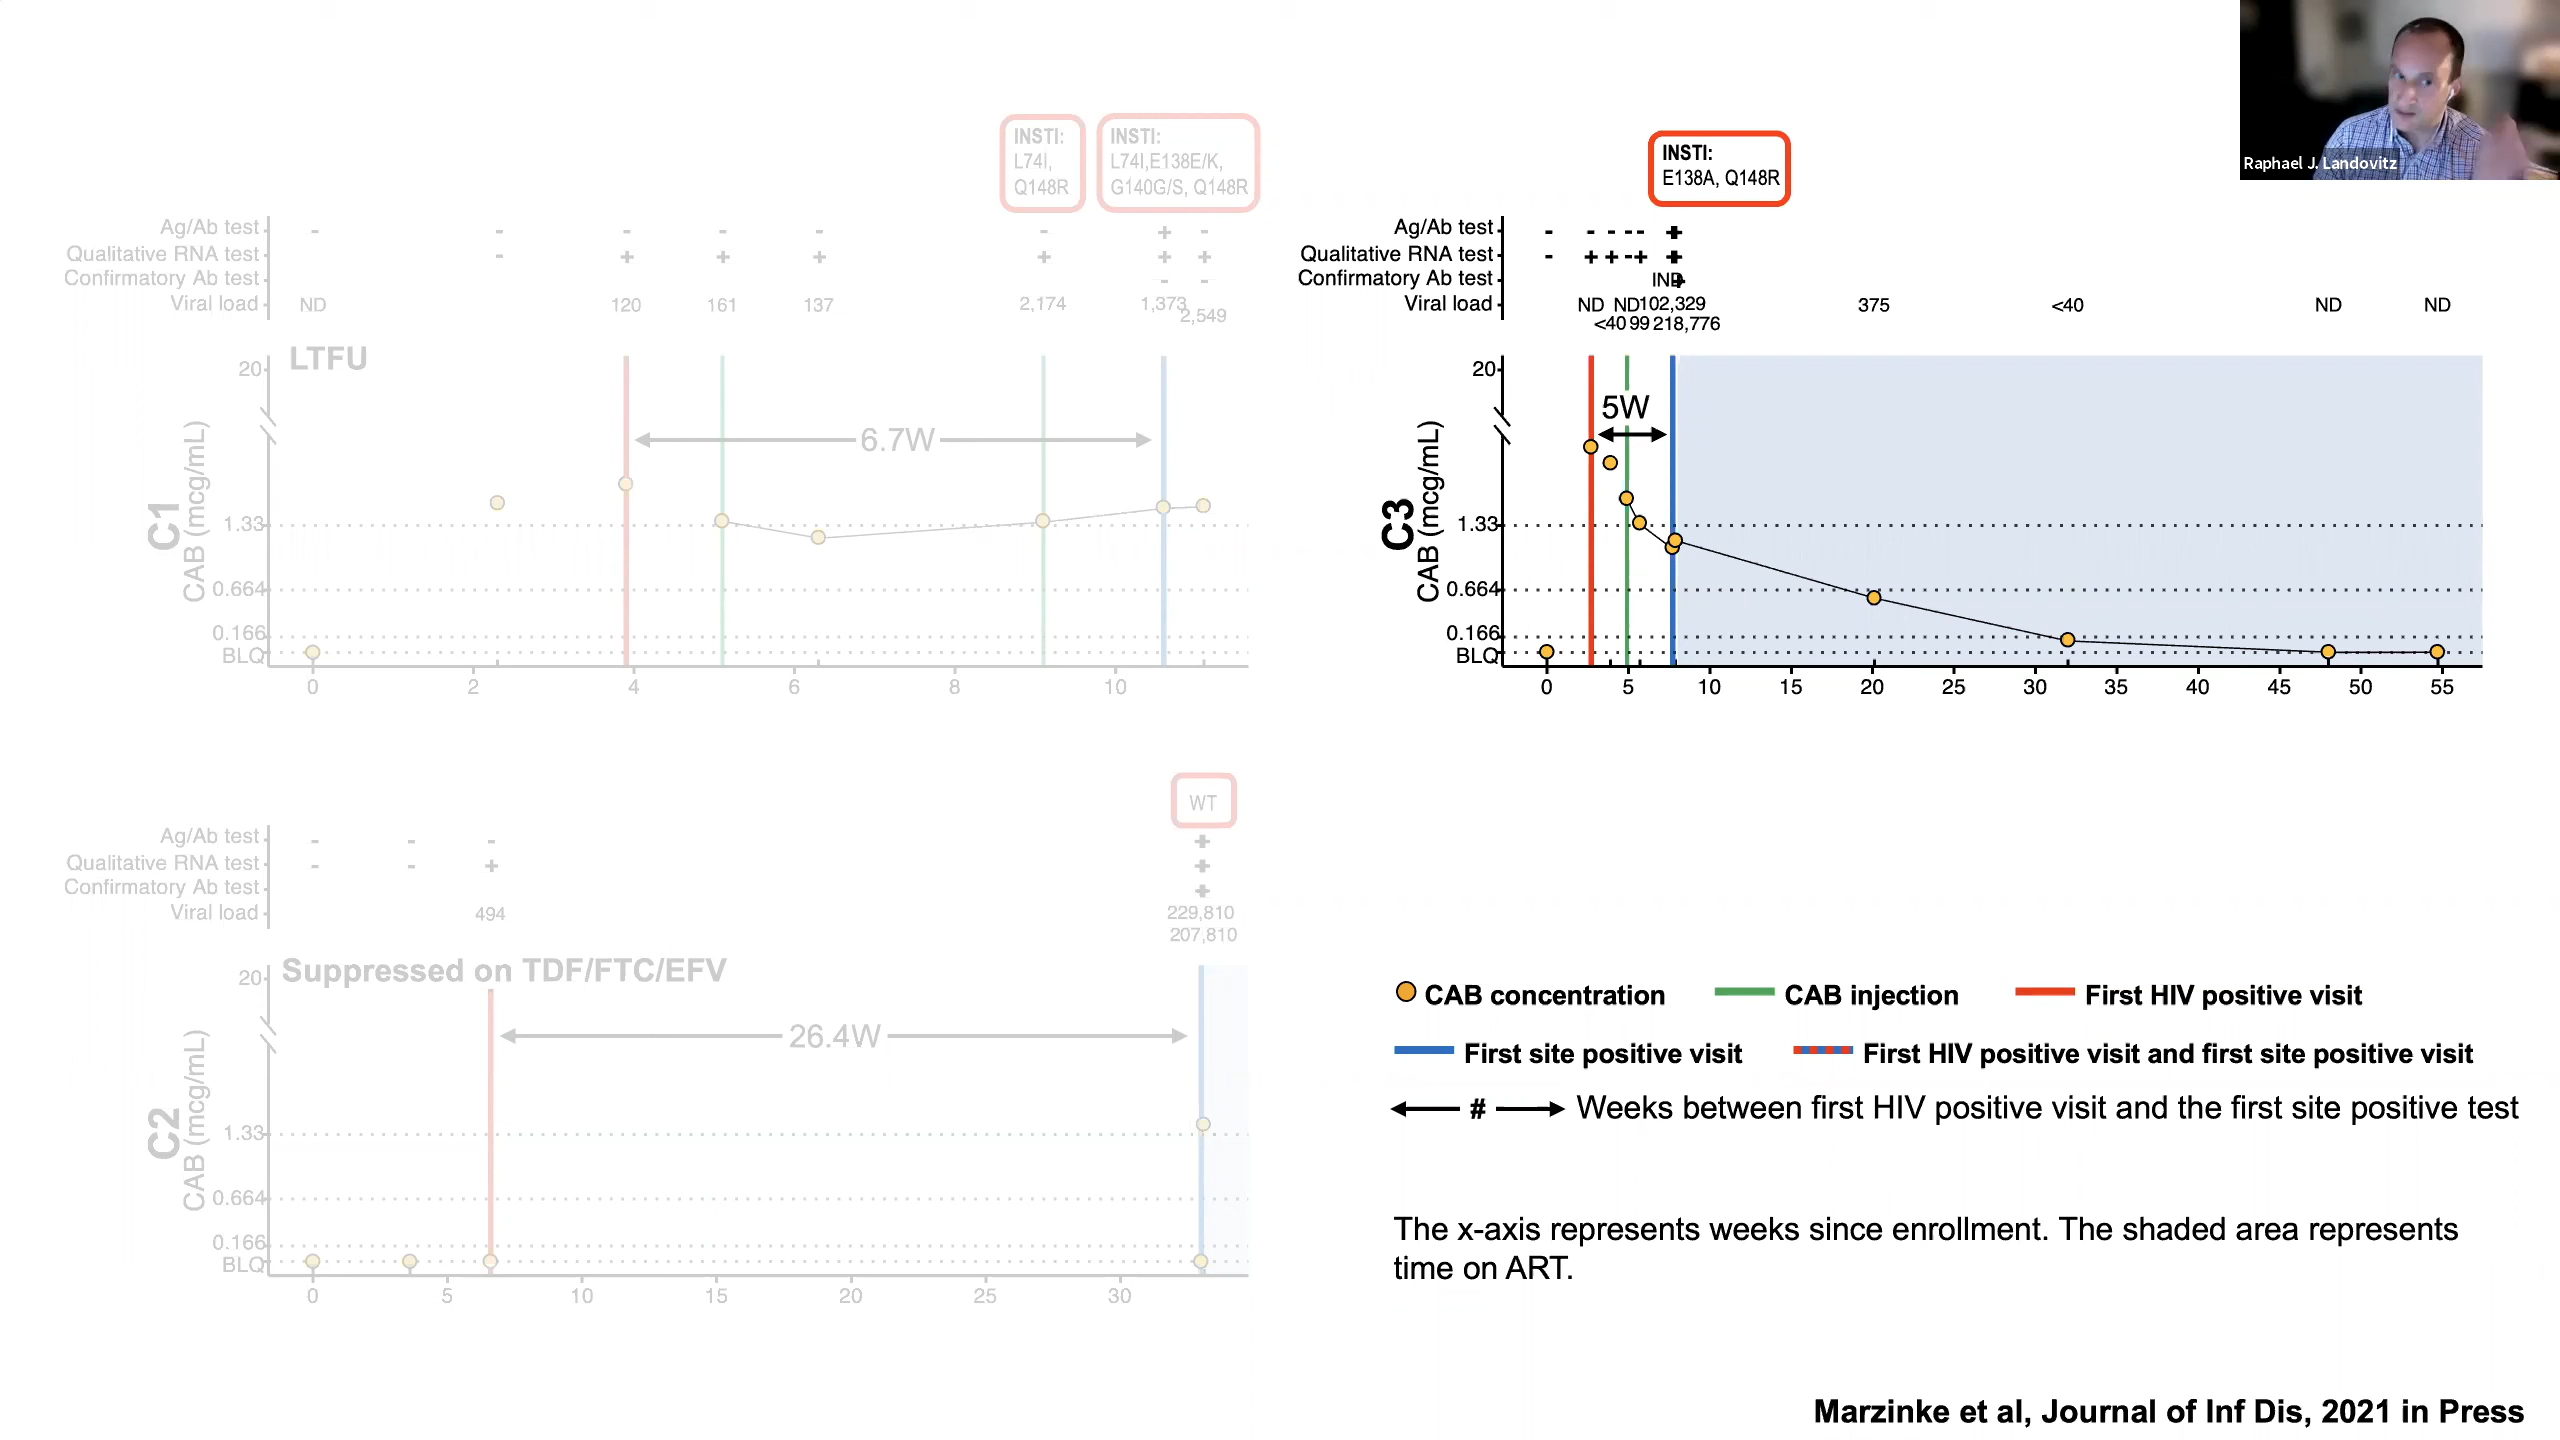 Raphael J. Landovitz
INSTI:
L74I,
Q148R
INSTI:
L74I,E138E/K,
G140G/S, Q148R
Ag/Ab test - - - - - - + -
Qualitative RNA test - + + + + + +
Confirmatory Ab test - -
Viral load ND 120 161 137 2,174 1,373 2,549
LTFU
C1
CAB (mcg/mL)
20
1.33
0.664
0.166
BLQ
6.7W
0 2 4 6 8 10
INSTI:
E138A, Q148R
Ag/Ab test - - - - - +
Qualitative RNA test - + + - + +
Confirmatory Ab test IND +
Viral load ND ND 102,329 375 <40 ND ND
<40 99 218,776
C3
CAB (mcg/mL)
20
1.33
0.664
0.166
BLQ
5W
0 5 10 15 20 25 30 35 40 45 50 55
WT
Ag/Ab test - - - +
Qualitative RNA test - - + +
Confirmatory Ab test +
Viral load 494 229,810
207,810
Suppressed on TDF/FTC/EFV
C2
CAB (mcg/mL)
20
1.33
0.664
0.166
BLQ
26.4W
0 5 10 15 20 25 30
CAB concentration CAB injection First HIV positive visit
First site positive visit First HIV positive visit and first site positive visit
# Weeks between first HIV positive visit and the first site positive test
The x-axis represents weeks since enrollment. The shaded area represents
time on ART.
Marzinke et al, Journal of Inf Dis, 2021 in Press